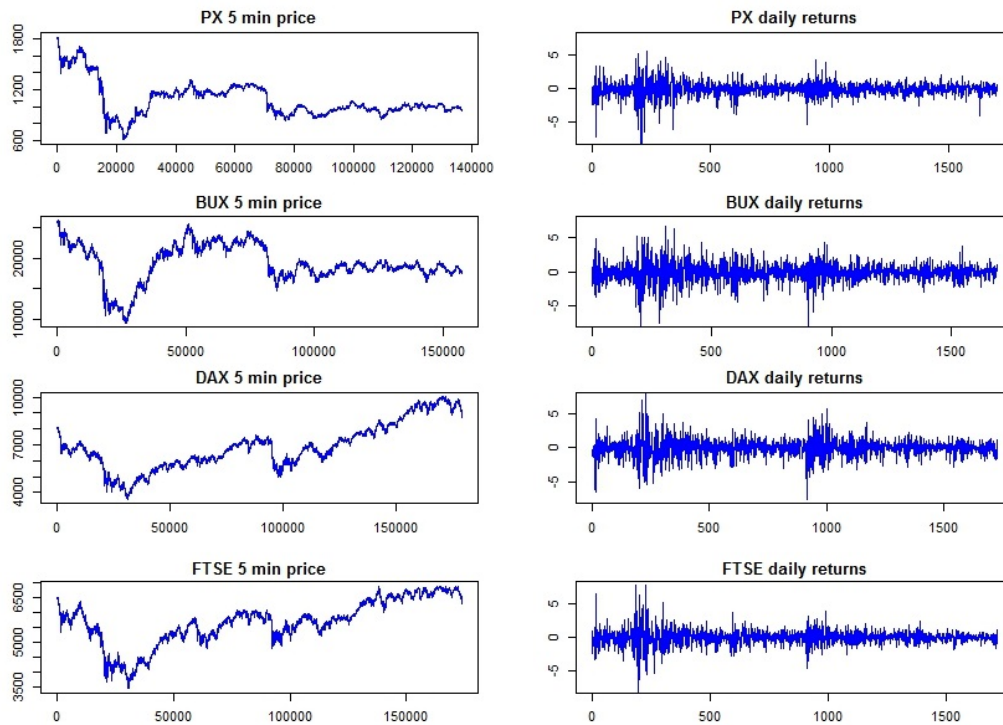 PX 5 min price
1800
1200
600
0 20000 40000 60000 80000 100000 120000 140000
PX daily returns
5
0
-5
0 500 1000 1500
BUX 5 min price
20000
10000
0 50000 100000 150000
BUX daily returns
5
0
-5
0 500 1000 1500
DAX 5 min price
10000
7000
4000
0 50000 100000 150000
DAX daily returns
5
0
-5
0 500 1000 1500
FTSE 5 min price
6500
5000
3500
0 50000 100000 150000
FTSE daily returns
5
0
-5
0 500 1000 1500